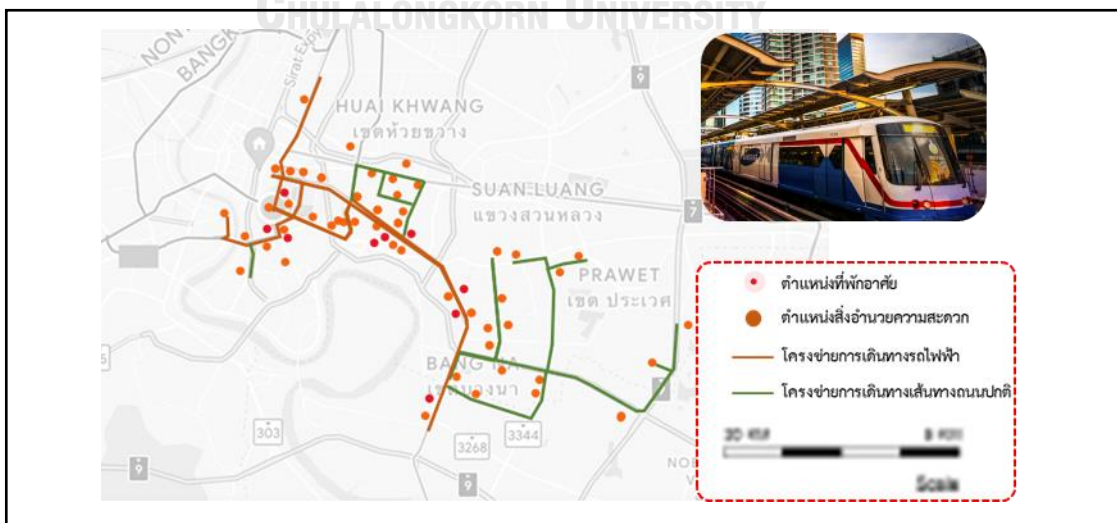 CHULALONGKORN UNIVERSITY
Sirat Expy
9
HUAI KHWANG
เขตห้วยขวาง
SUAN LUANG
แขวงสวนหลวง
7
PRAWET
เขต ประเวศ
ตำแหน่งที่พักอาศัย
ตำแหน่งสิ่งอำนวยความสะดวก
โครงข่ายการเดินทางรถไฟฟ้า
โครงข่ายการเดินทางเส้นทางถนนปกติ
303
3344
3268
9
9
Scale